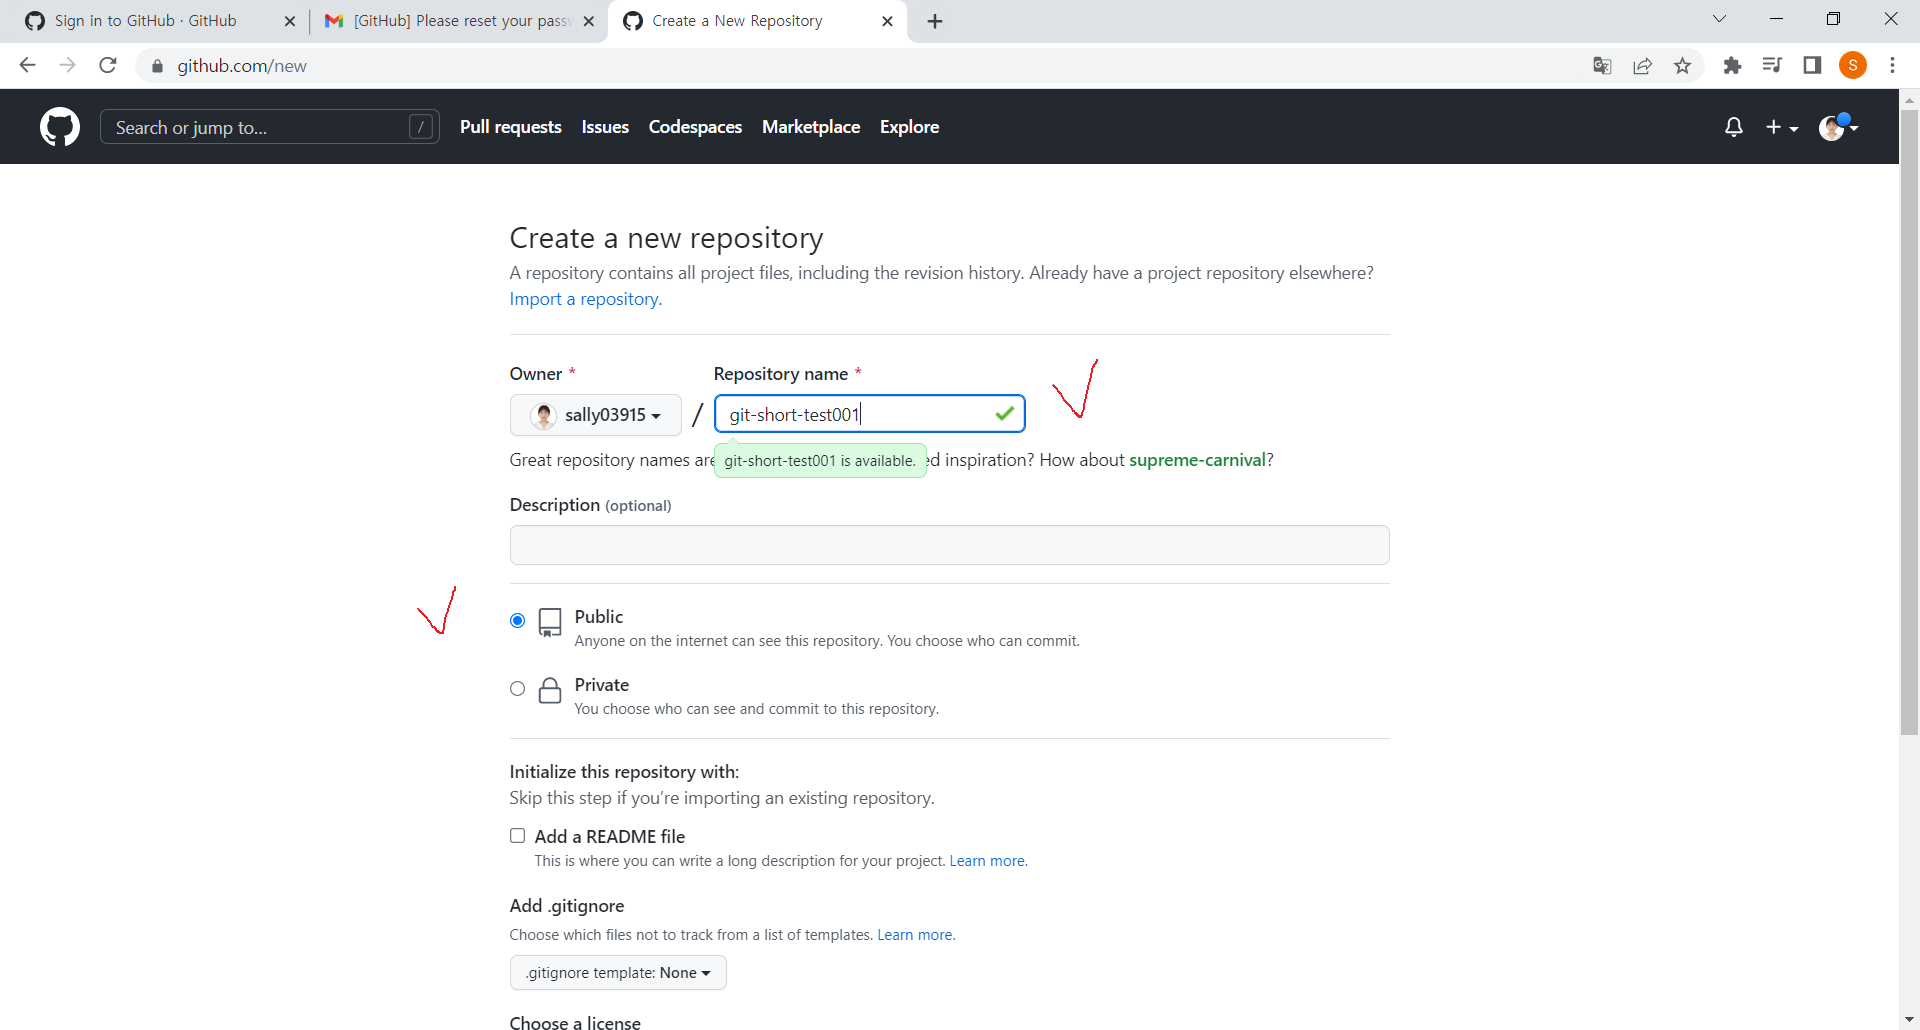 Sign in to GitHub · GitHub
[GitHub] Please reset your pass
Create a New Repository
github.com/new
S
Search or jump to... /
Pull requests Issues Codespaces Marketplace Explore
Create a new repository
A repository contains all project files, including the revision history. Already have a project repository elsewhere?
Import a repository.
Owner * Repository name *
sally03915 / git-short-test001
Great repository names are ed inspiration? How about supreme-carnival?
git-short-test001 is available.
Description (optional)
Public
Anyone on the internet can see this repository. You choose who can commit.
Private
You choose who can see and commit to this repository.
Initialize this repository with:
Skip this step if you’re importing an existing repository.
Add a README file
This is where you can write a long description for your project. Learn more.
Add .gitignore
Choose which files not to track from a list of templates. Learn more.
.gitignore template: None
Choose a license